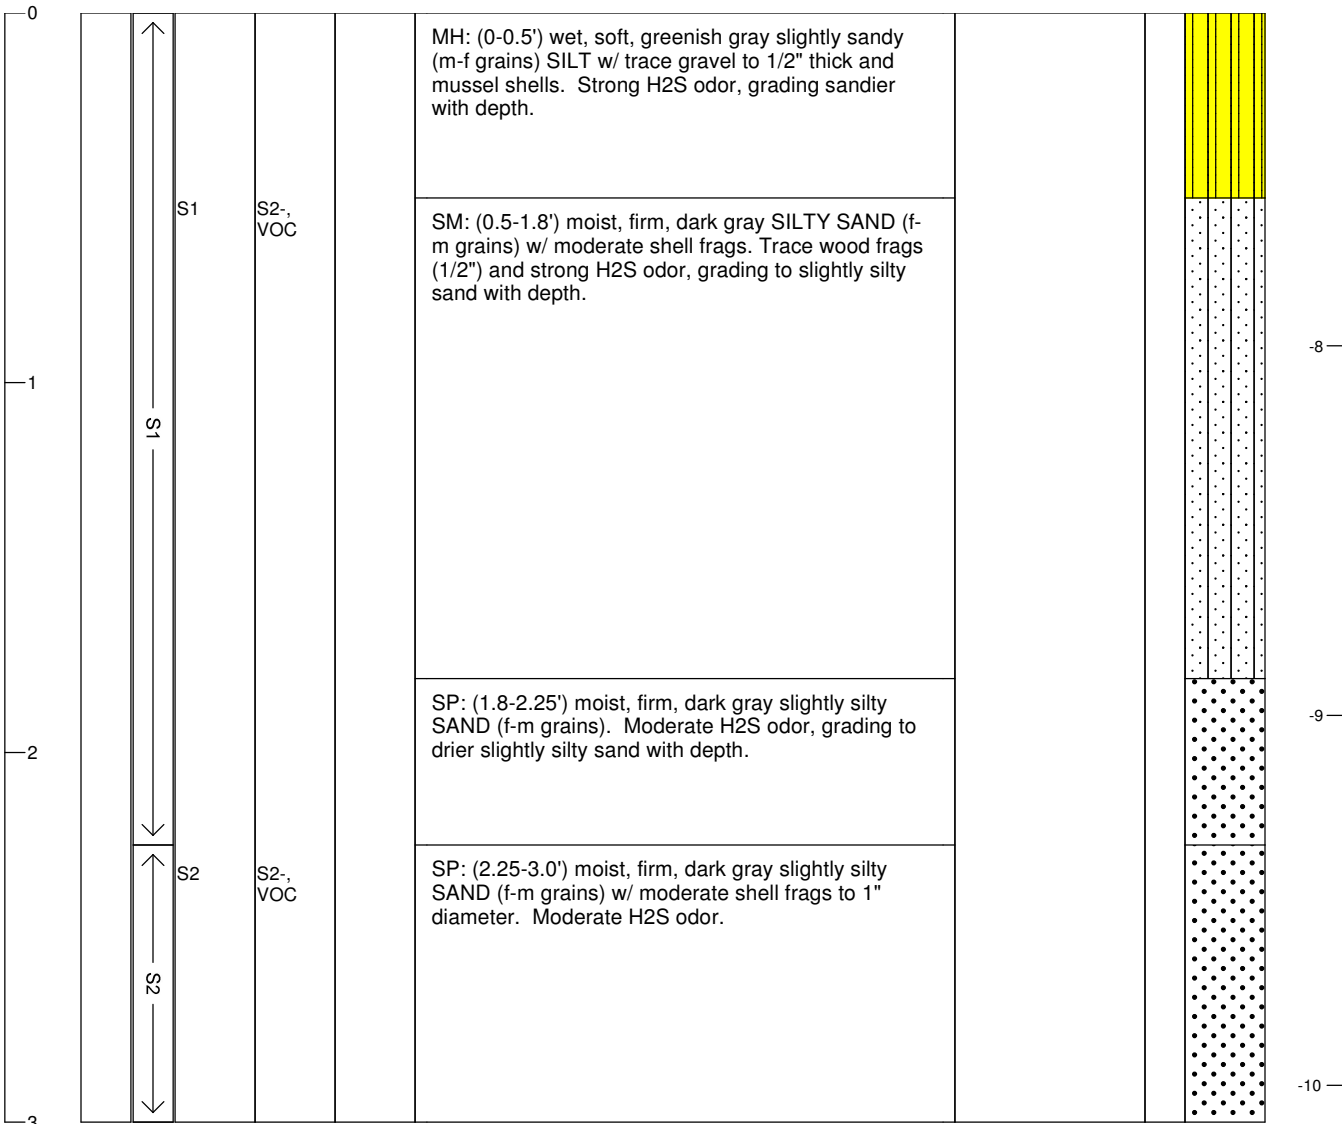 0
MH: (0-0.5') wet, soft, greenish gray slightly sandy
(m-f grains) SILT w/ trace gravel to 1/2" thick and
mussel shells.  Strong H2S odor, grading sandier
with depth.
S1
S2-,
VOC
SM: (0.5-1.8') moist, firm, dark gray SILTY SAND (f-
m grains) w/ moderate shell frags. Trace wood frags
(1/2") and strong H2S odor, grading to slightly silty
sand with depth.
-8
1
S1
SP: (1.8-2.25') moist, firm, dark gray slightly silty
SAND (f-m grains).  Moderate H2S odor, grading to
drier slightly silty sand with depth.
-9
2
SP: (2.25-3.0') moist, firm, dark gray slightly silty
SAND (f-m grains) w/ moderate shell frags to 1"
diameter.  Moderate H2S odor.
S2
S2-,
VOC
S2
-10
3